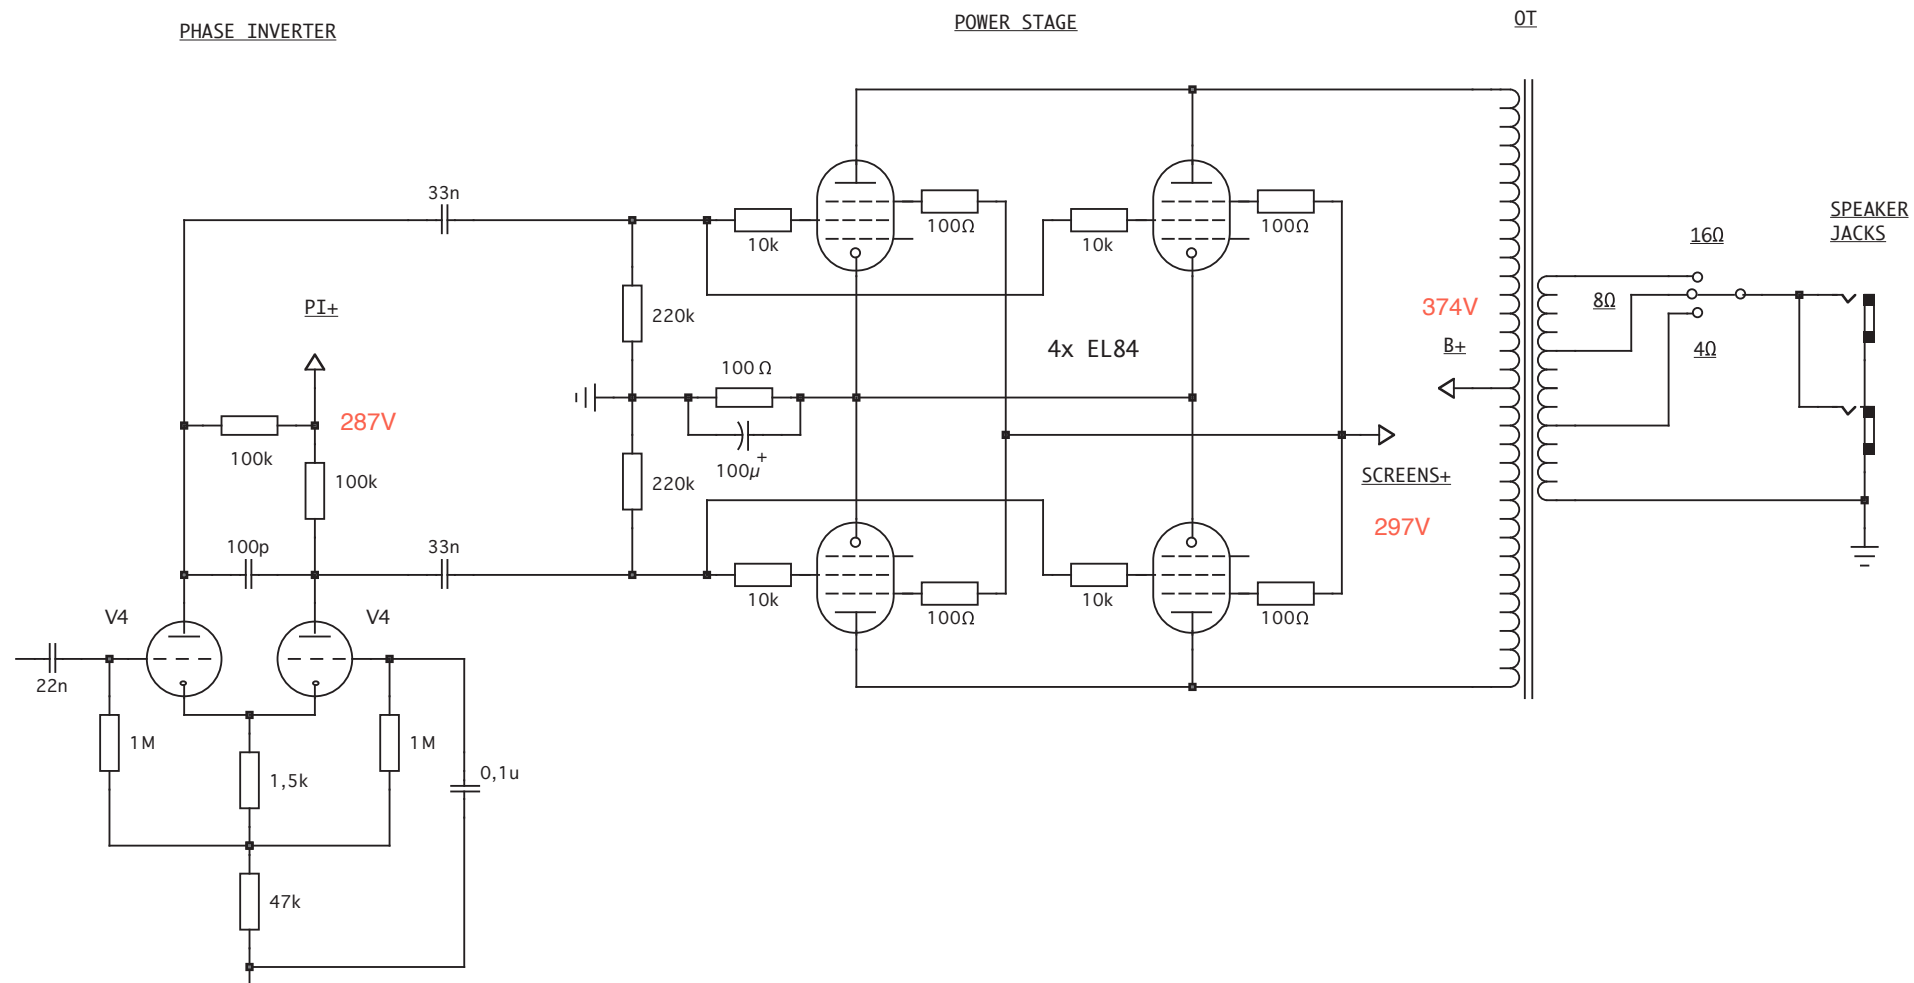 PHASE INVERTER
POWER STAGE
OT
33n
10k
100Ω
10k
100Ω
SPEAKER
JACKS
16Ω
8Ω
4Ω
PI+
220k
374V
B+
4x EL84
100 Ω
287V
100k
100k
100µ
+
220k
SCREENS+
297V
100p
33n
10k
100Ω
10k
100Ω
V4
V4
22n
1M
1,5k
1M
0,1u
47k